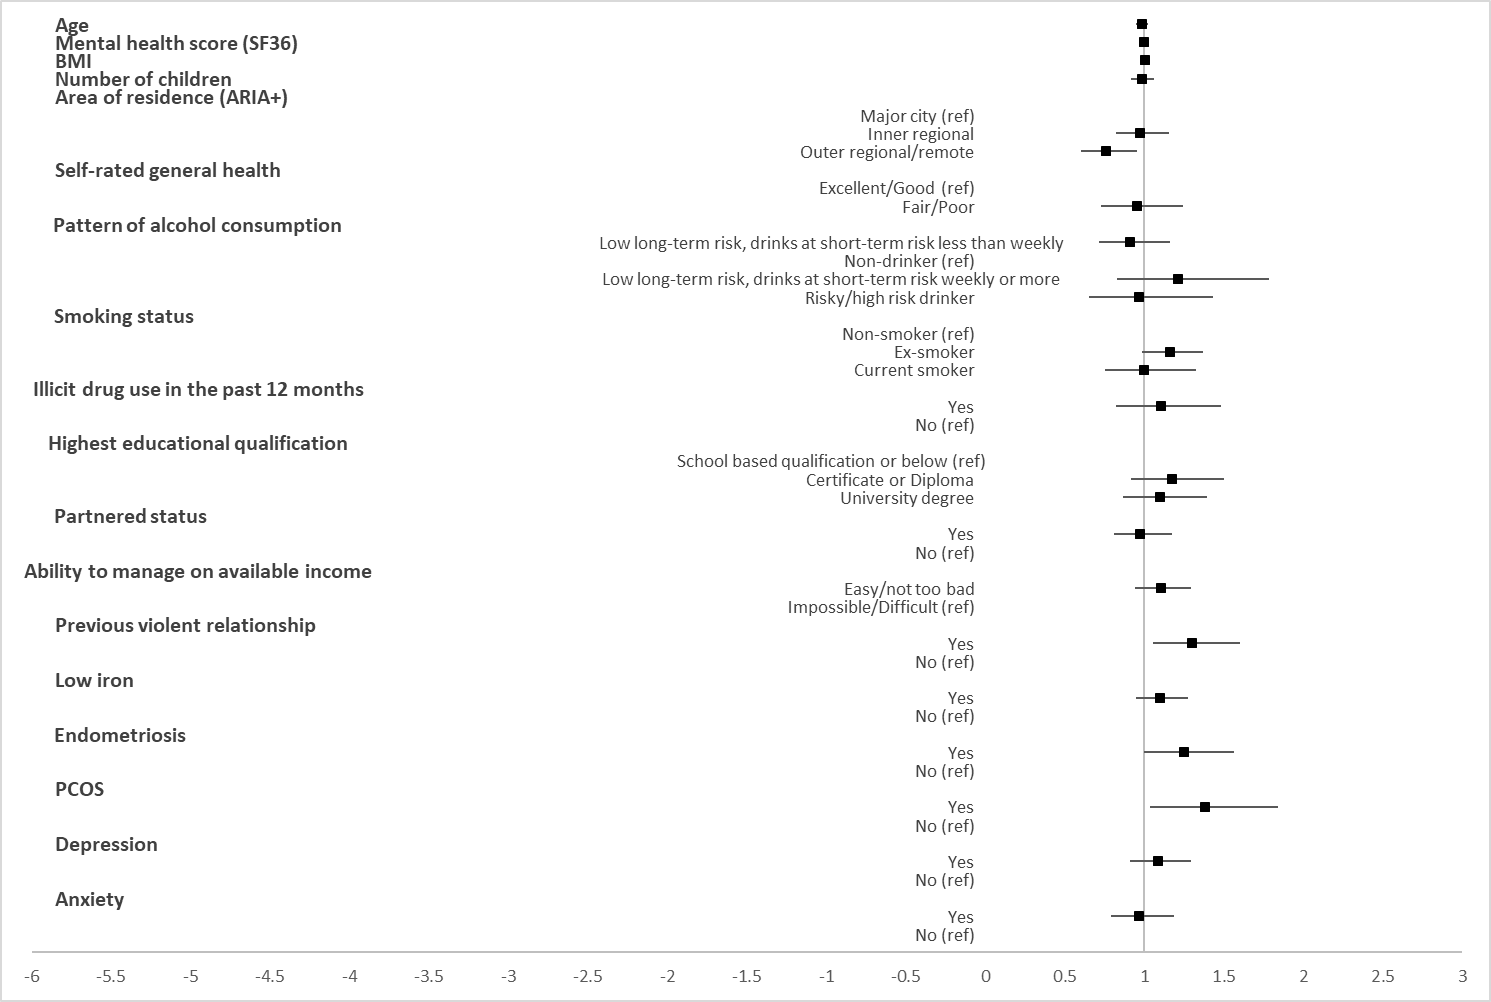 Age
Mental health score (SF36)
BMI
Number of children
Area of residence (ARIA+)
Major city (ref)
Inner regional
Outer regional/remote
Self-rated general health
Excellent/Good (ref)
Fair/Poor
Pattern of alcohol consumption
Low long-term risk, drinks at short-term risk less than weekly
Non-drinker (ref)
Low long-term risk, drinks at short-term risk weekly or more
Risky/high risk drinker
Smoking status
Non-smoker (ref)
Ex-smoker
Current smoker
Illicit drug use in the past 12 months
Yes
No (ref)
Highest educational qualification
School based qualification or below (ref)
Certificate or Diploma
University degree
Partnered status
Yes
No (ref)
Ability to manage on available income
Easy/not too bad
Impossible/Difficult (ref)
Previous violent relationship
Yes
No (ref)
Low iron
Yes
No (ref)
Endometriosis
Yes
No (ref)
PCOS
Yes
No (ref)
Depression
Yes
No (ref)
Anxiety
Yes
No (ref)
-6 -5.5 -5 -4.5 -4 -3.5 -3 -2.5 -2 -1.5 -1 -0.5 0 0.5 1 1.5 2 2.5 3